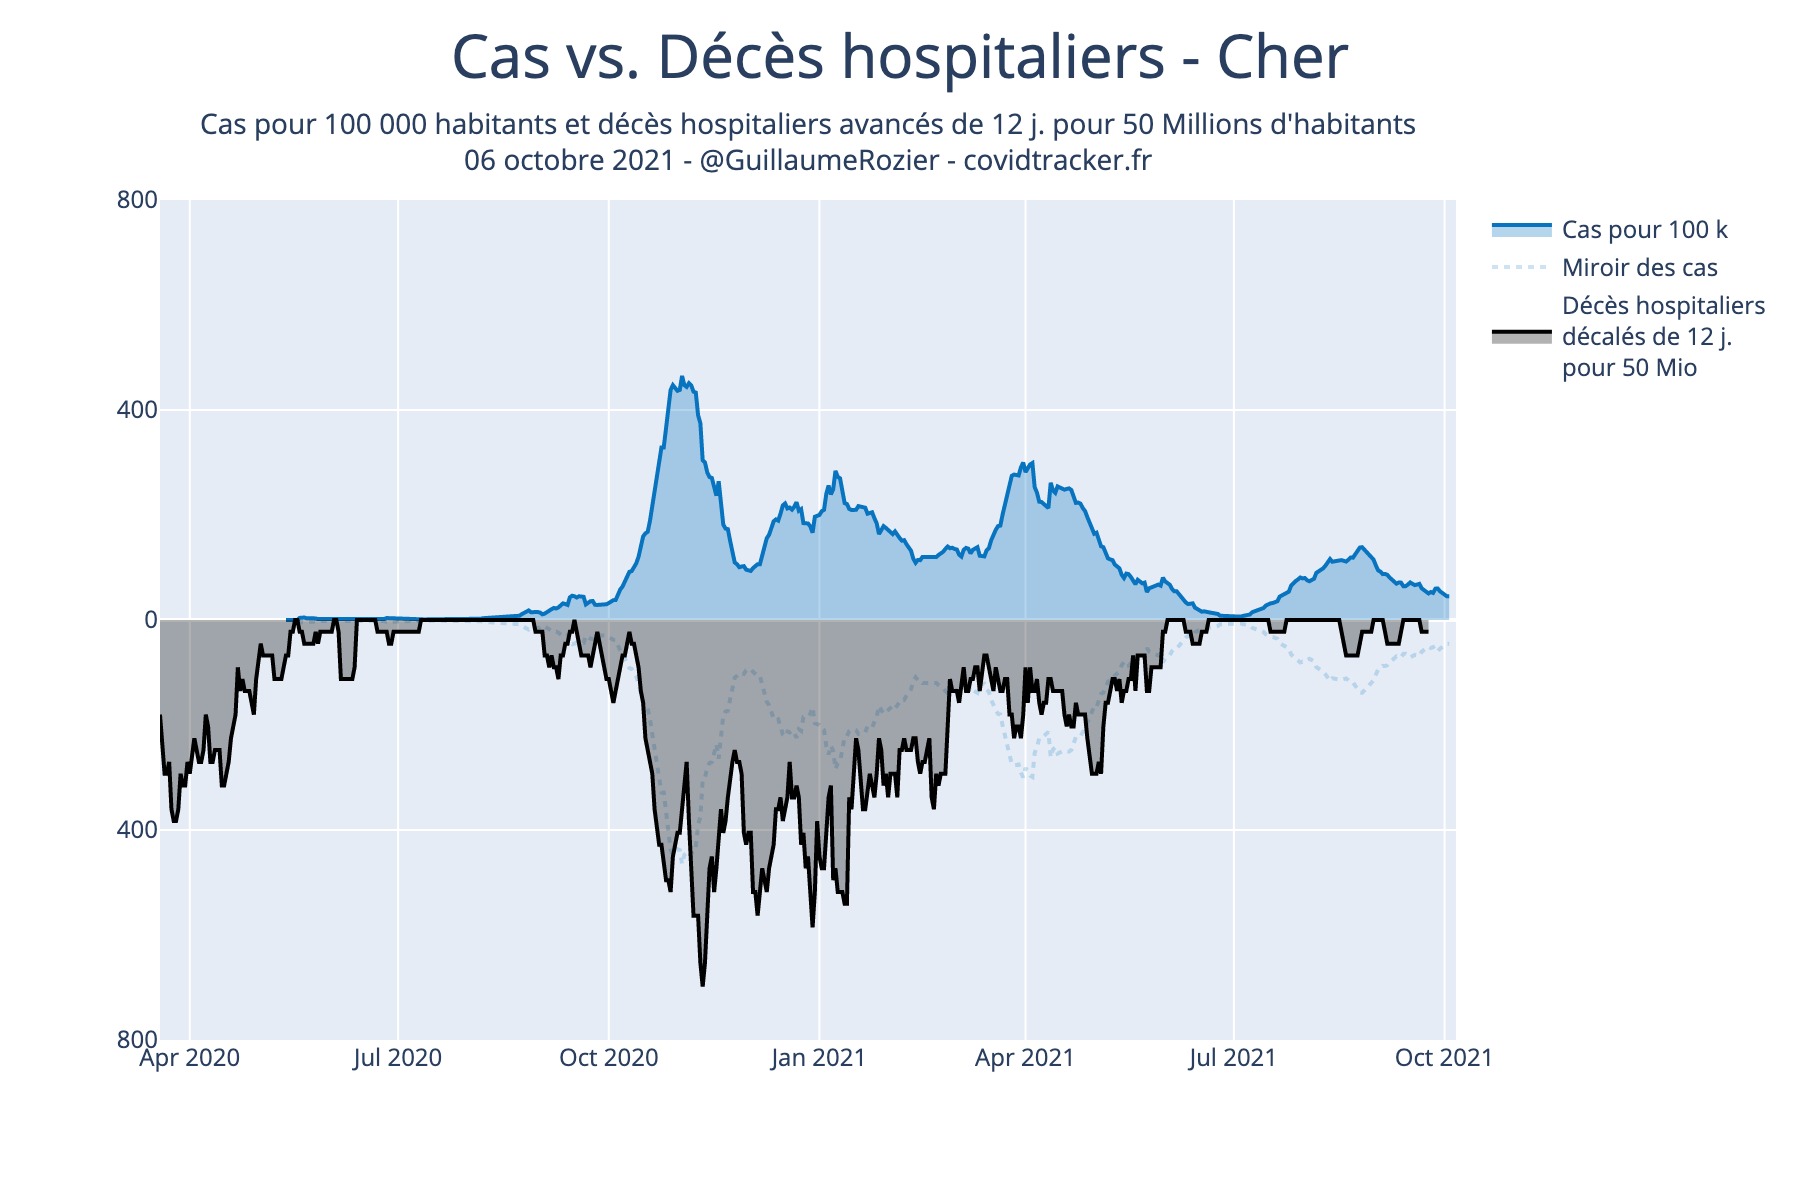 Cas vs. Décès hospitaliers - Cher
Cas pour 100 000 habitants et décès hospitaliers avancés de 12 j. pour 50 Millions d'habitants
06 octobre 2021 - @GuillaumeRozier - covidtracker.fr
800
400
0
400
800
Apr 2020
Jul 2020
Oct 2020
Jan 2021
Apr 2021
Jul 2021
Oct 2021
Cas pour 100 k
Miroir des cas
Décès hospitaliers
décalés de 12 j.
pour 50 Mio